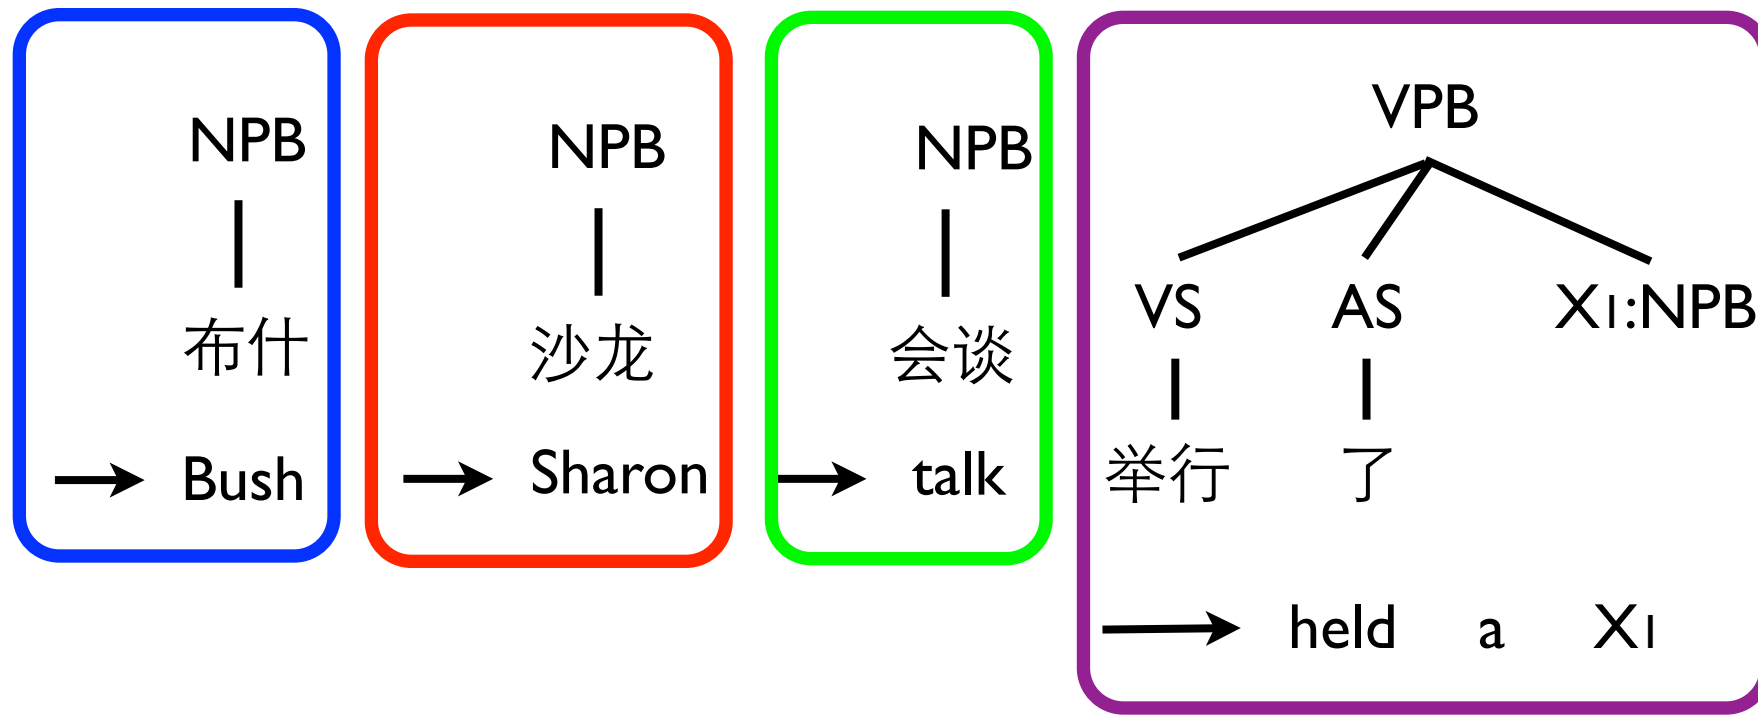 NPB
布什
Bush
NPB
沙龙
Sharon
NPB
会谈
talk
VPB
VS AS X1:NPB
举行 了
held a X1